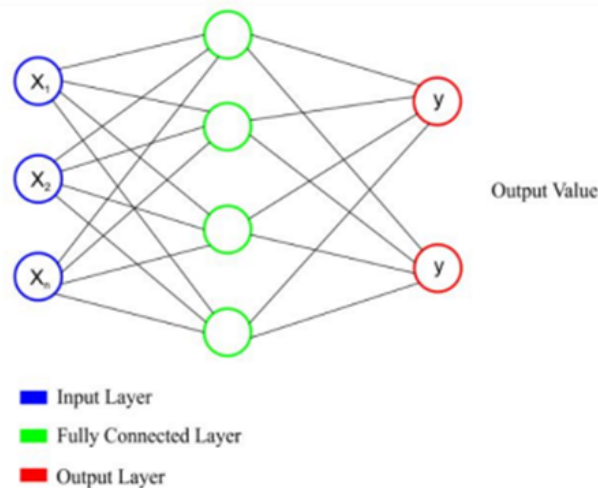 X₁
y
X₂
Output Value
y
Xₙ
Input Layer
Fully Connected Layer
Output Layer